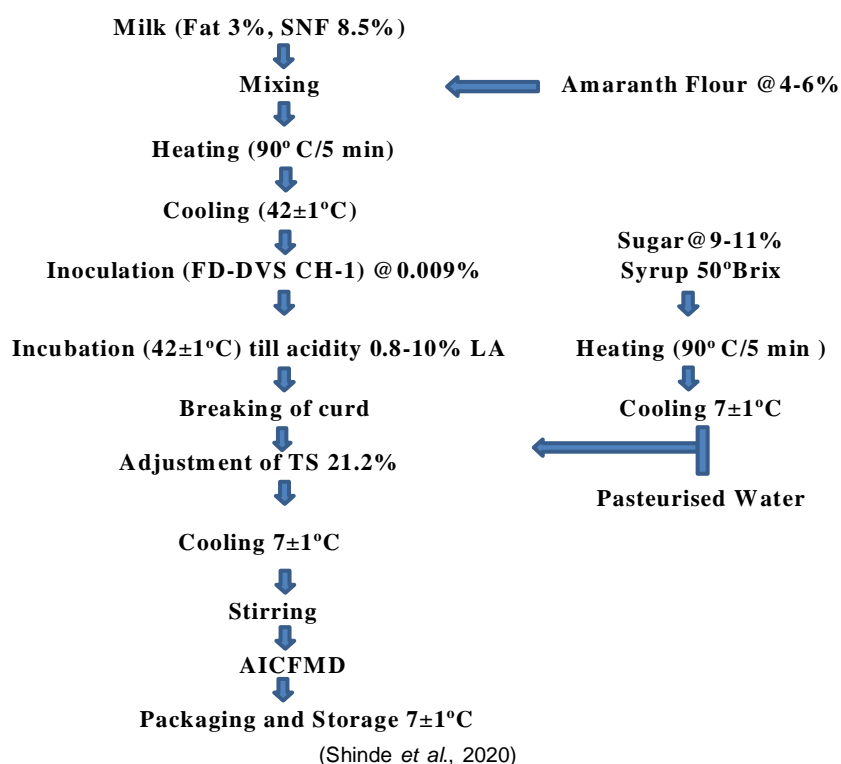 Milk (Fat 3%, SNF 8.5%)
Mixing
Amaranth Flour @4-6%
Heating (90º C/5 min)
Cooling (42±1ºC)
Inoculation (FD-DVS CH-1) @0.009%
Sugar@9-11%
Syrup 50ºBrix
Incubation (42±1ºC) till acidity 0.8-10% LA
Heating (90º C/5 min )
Breaking of curd
Cooling 7±1ºC
Adjustment of TS 21.2%
Pasteurised Water
Cooling 7±1ºC
Stirring
AICFMD
Packaging and Storage 7±1ºC
(Shinde et al., 2020)